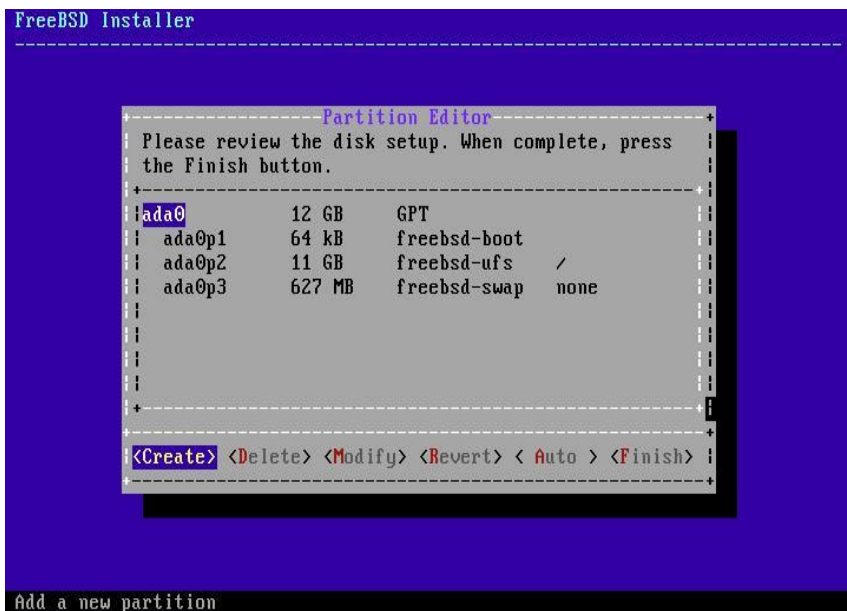 FreeBSD Installer
Partition Editor
Please review the disk setup. When complete, press
the Finish button.
ada0 12 GB GPT
ada0p1 64 kB freebsd-boot
ada0p2 11 GB freebsd-ufs /
ada0p3 627 MB freebsd-swap none
<Create> <Delete> <Modify> <Revert> < Auto > <Finish>
Add a new partition